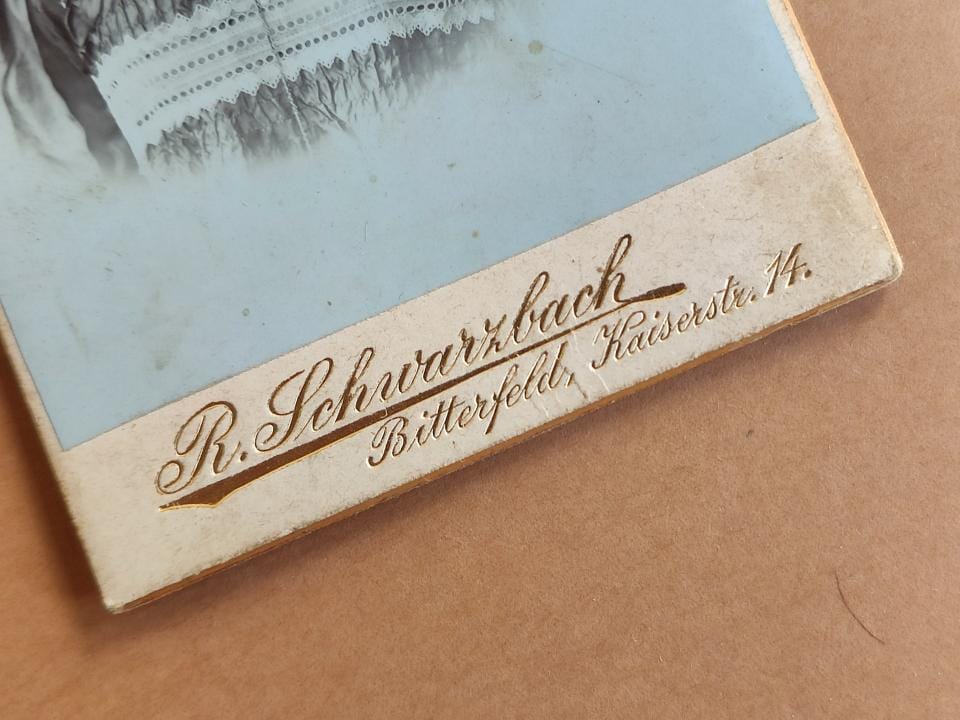 R. Schwarzbach
Bitterfeld, Kaiserstr. 14.